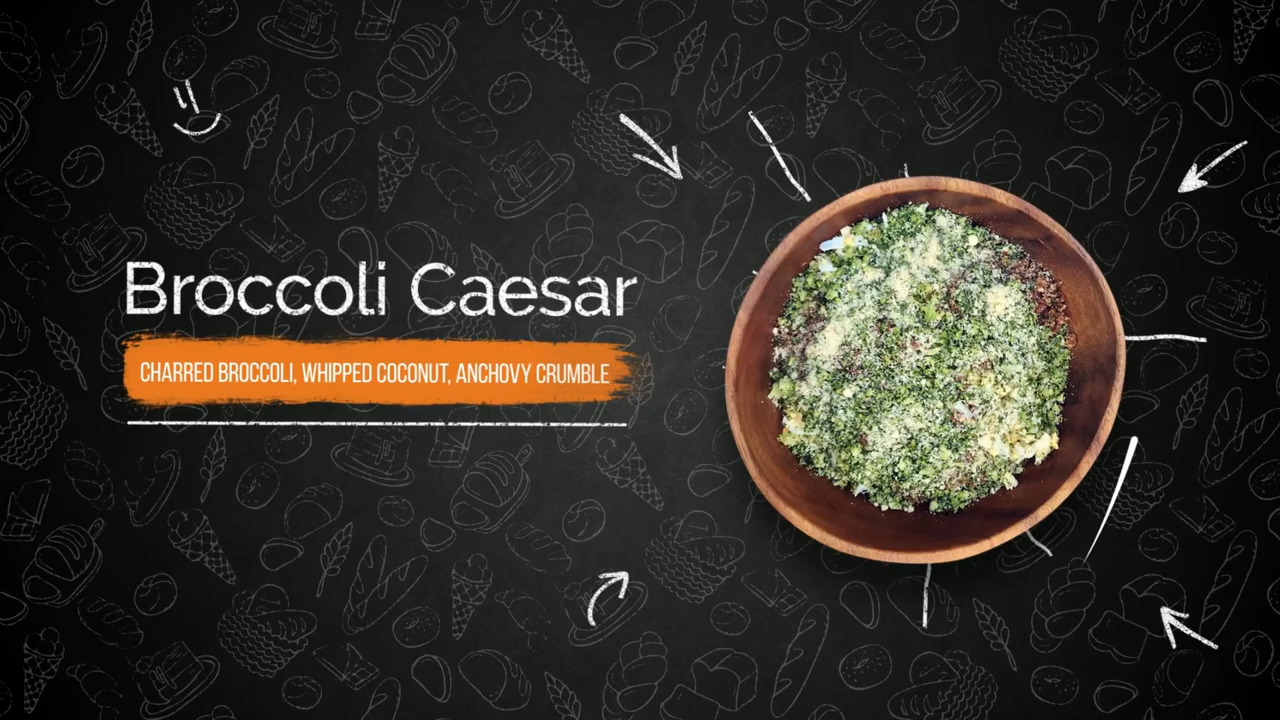 Broccoli Caesar
CHARRED BROCCOLI, WHIPPED COCONUT, ANCHOVY CRUMBLE